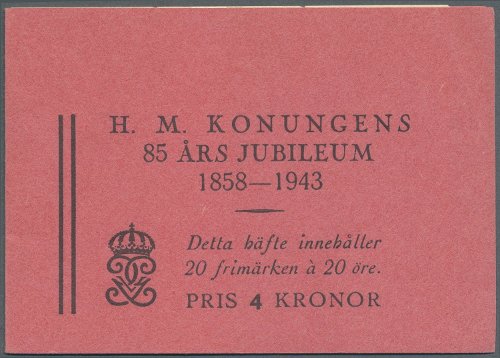 H. M. KONUNGENS
85 ÅRS JUBILEUM
1858—1943
Detta häfte innehåller
20 frimärken à 20 öre.
PRIS 4 KRONOR